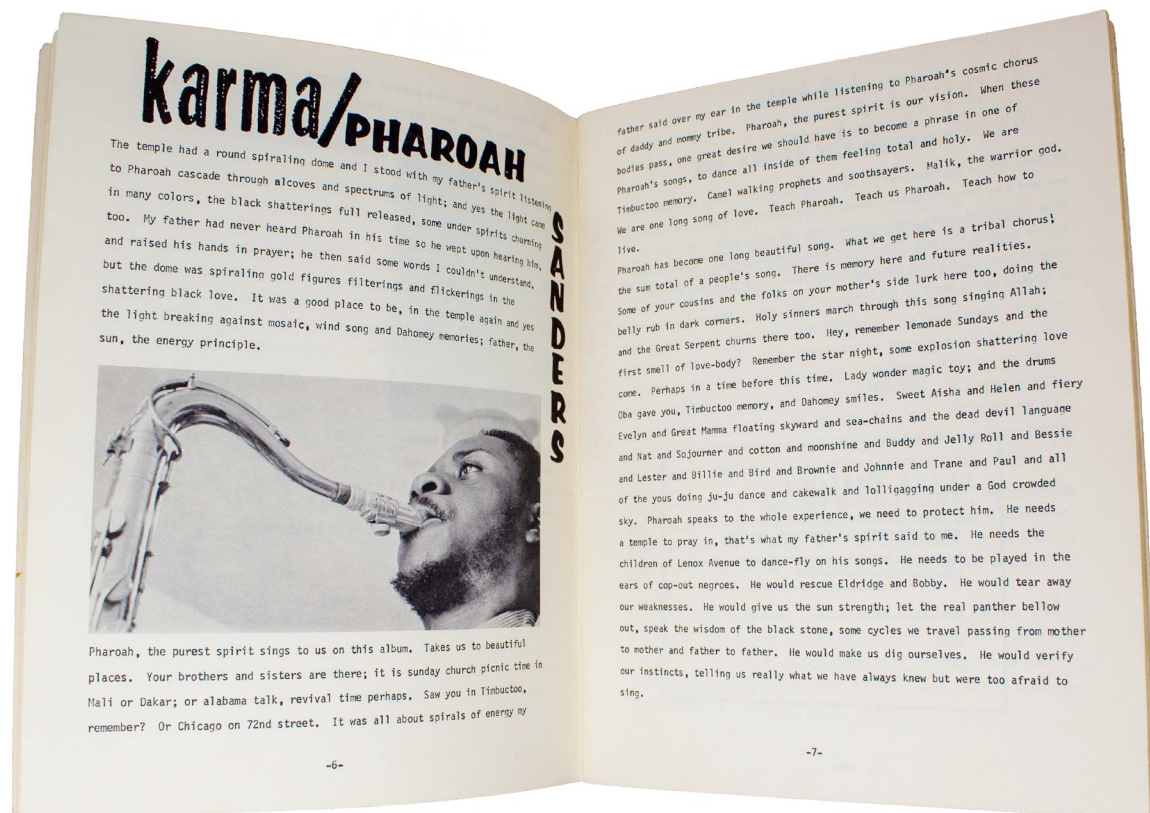 karma/PHAROAH
SANDERS
The temple had a round spiraling dome and I stood with my father's spirit listening
to Pharoah cascade through alcoves and spectrums of light; and yes the light came
in many colors, the black shatterings full released, some under spirits churning
too. My father had never heard Pharoah in his time so he wept upon hearing him,
and raised his hands in prayer; he then said some words I couldn't understand,
but the dome was spiraling gold figures filterings and flickerings in the
shattering black love. It was a good place to be, in the temple again and yes
the light breaking against mosaic, wind song and Dahomey memories; father, the
sun, the energy principle.
Pharoah, the purest spirit sings to us on this album. Takes us to beautiful
places. Your brothers and sisters are there; it is sunday church picnic time in
Mali or Dakar; or alabama talk, revival time perhaps. Saw you in Timbuctoo,
remember? Or Chicago on 72nd street. It was all about spirals of energy my
-6-
father said over my ear in the temple while listening to Pharoah's cosmic chorus
of daddy and mommy tribe. Pharoah, the purest spirit is our vision. When these
bodies pass, one great desire we should have is to become a phrase in one of
Pharoah's songs, to dance all inside of them feeling total and holy. We are
Timbuctoo memory. Camel walking prophets and soothsayers. Malik, the warrior god.
We are one long song of love. Teach Pharoah. Teach us Pharoah. Teach how to
live.
Pharoah has become one long beautiful song. What we get here is a tribal chorus!
the sum total of a people's song. There is memory here and future realities.
Some of your cousins and the folks on your mother's side lurk here too, doing the
belly rub in dark corners. Holy sinners march through this song singing Allah;
and the Great Serpent churns there too. Hey, remember lemonade Sundays and the
first smell of love-body? Remember the star night, some explosion shattering love
come. Perhaps in a time before this time. Lady wonder magic toy; and the drums
Oba gave you, Timbuctoo memory, and Dahomey smiles. Sweet Aisha and Helen and fiery
Evelyn and Great Mamma floating skyward and sea-chains and the dead devil language
and Nat and Sojourner and cotton and moonshine and Buddy and Jelly Roll and Bessie
and Lester and Billie and Bird and Brownie and Johnnie and Trane and Paul and all
of the yous doing ju-ju dance and cakewalk and lolligagging under a God crowded
sky. Pharoah speaks to the whole experience, we need to protect him. He needs
a temple to pray in, that's what my father's spirit said to me. He needs the
children of Lenox Avenue to dance-fly on his songs. He needs to be played in the
ears of cop-out negroes. He would rescue Eldridge and Bobby. He would tear away
our weaknesses. He would give us the sun strength; let the real panther bellow
out, speak the wisdom of the black stone, some cycles we travel passing from mother
to mother and father to father. He would make us dig ourselves. He would verify
our instincts, telling us really what we have always knew but were too afraid to
sing.
-7-